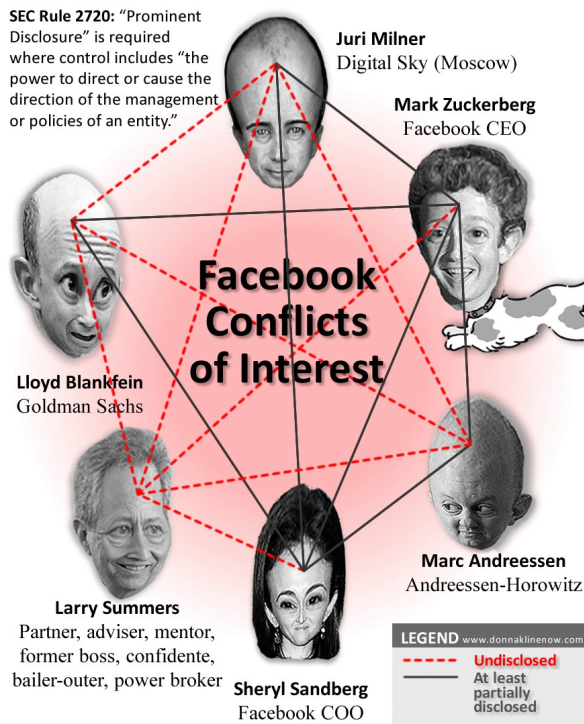 SEC Rule 2720: “Prominent
Disclosure” is required
where control includes “the
power to direct or cause the
direction of the management
or policies of an entity.”
Juri Milner
Digital Sky (Moscow)
Mark Zuckerberg
Facebook CEO
Facebook
Conflicts
of Interest
Lloyd Blankfein
Goldman Sachs
Marc Andreessen
Andreessen-Horowitz
Larry Summers
Partner, adviser, mentor,
former boss, confidente,
bailer-outer, power broker
Sheryl Sandberg
Facebook COO
LEGEND www.donnaklinenow.com
Undisclosed
At least
partially
disclosed